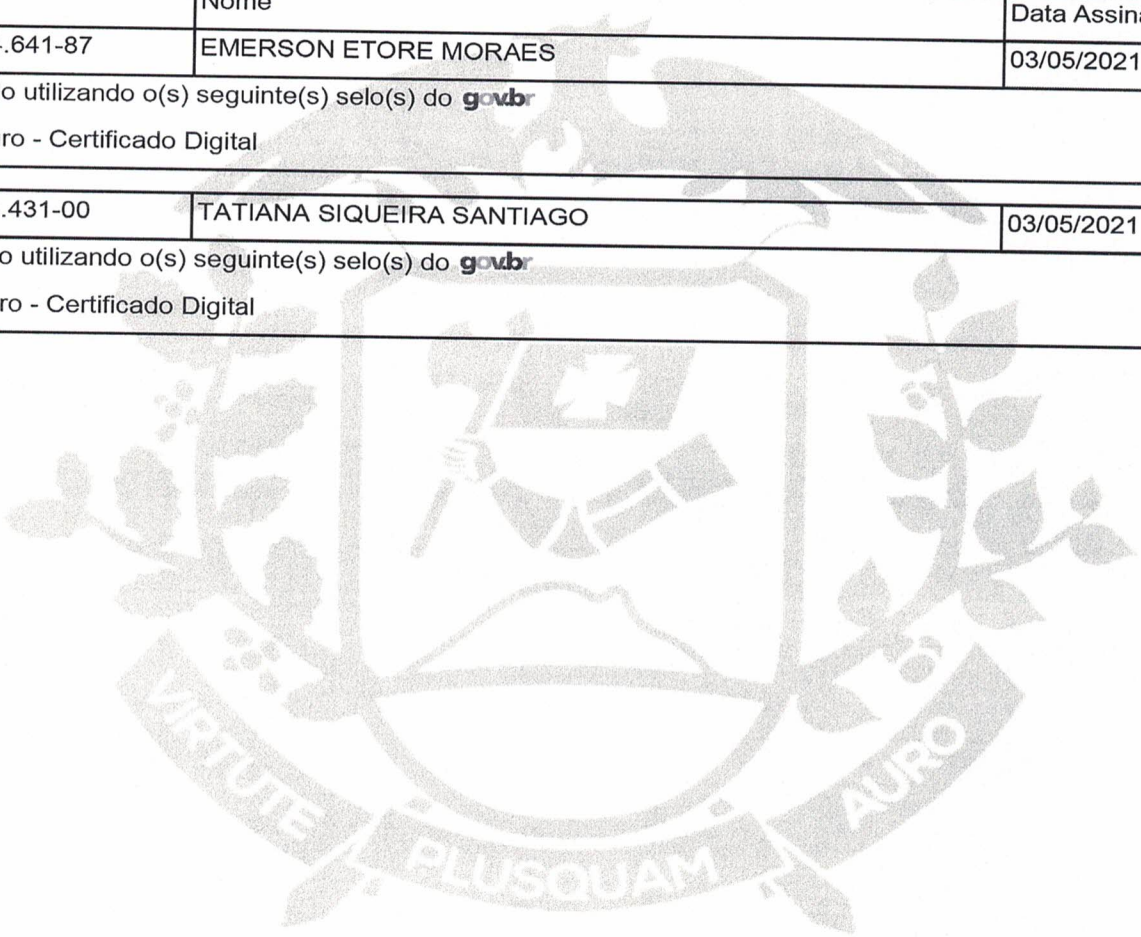 Nome
Data Assin
.641-87 EMERSON ETORE MORAES 03/05/2021
o utilizando o(s) seguinte(s) selo(s) do gov.br
ro - Certificado Digital
.431-00 TATIANA SIQUEIRA SANTIAGO 03/05/2021
o utilizando o(s) seguinte(s) selo(s) do gov.br
ro - Certificado Digital
VIRTUTE PLUSQUAM AURO